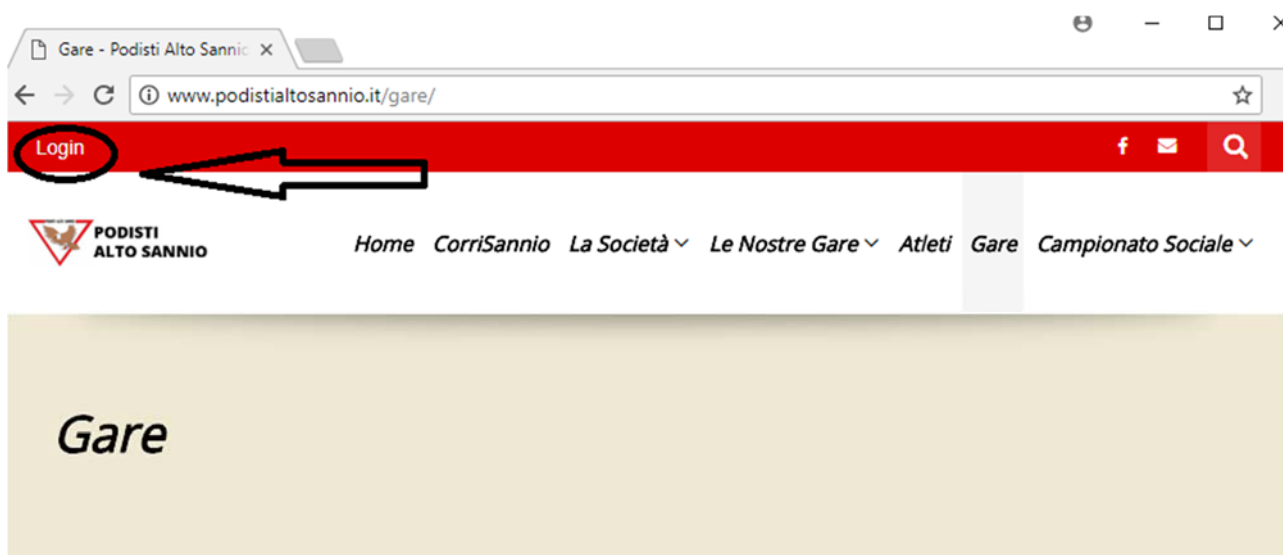 Gare - Podisti Alto Sannio
www.podistialtosannio.it/gare/
Login
f
PODISTI
ALTO SANNIO
Home CorriSannio La Società Le Nostre Gare Atleti Gare Campionato Sociale
Gare